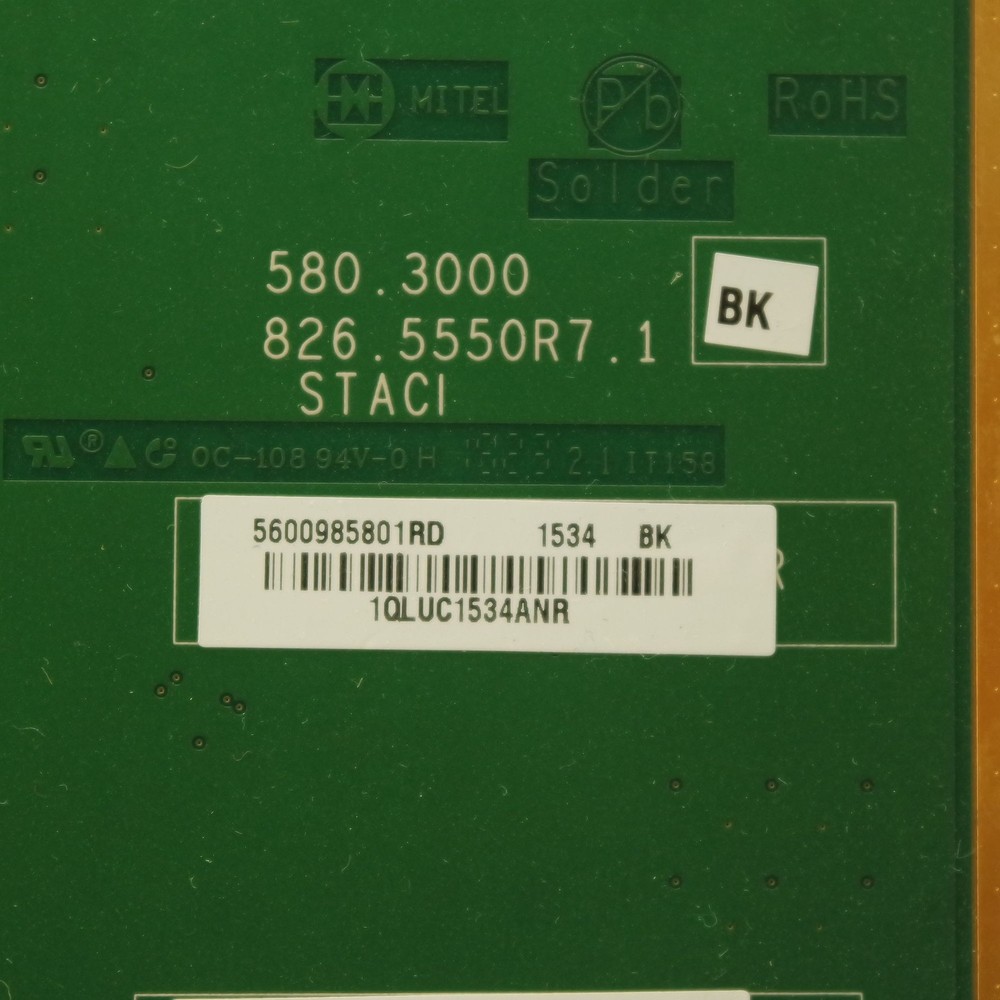 MITEL
Pb
RoHS
Solder
580.3000
826.5550R7.1
STACI
BK
OC-108 94V-0 H 2.1 IT158
5600985801RD 1534 BK
1QLUC1534ANR
R